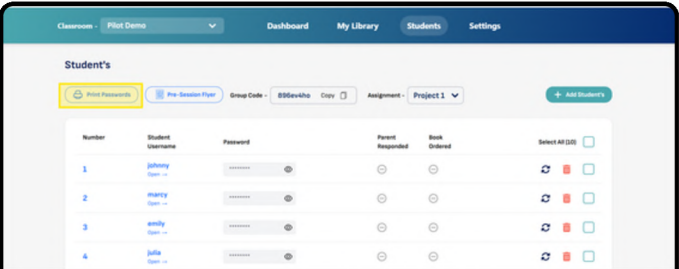 Classroom - Pilot Demo Dashboard My Library Students Settings
Student's
Print Passwords Pre-Session Flyer Group Code - 896ev4ho Copy Assignment - Project 1 + Add Student's
Number Student Username Password Parent Responded Book Ordered Select All (10)
1 johnny ********
Open →
2 marcy ********
Open →
3 emily ********
Open →
4 julia ********
Open →